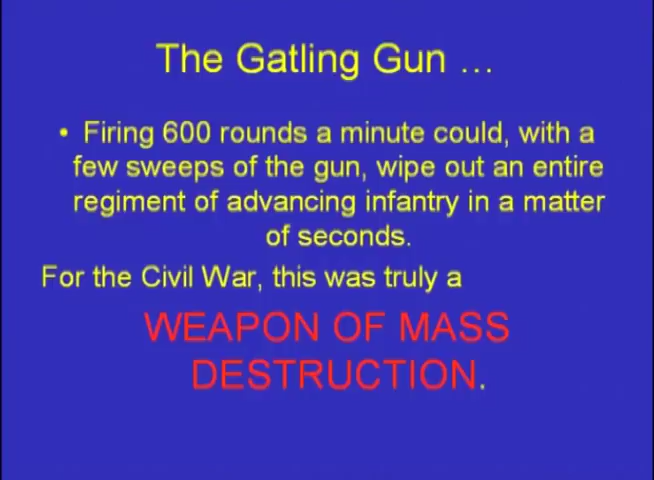 The Gatling Gun ...
• Firing 600 rounds a minute could, with a
few sweeps of the gun, wipe out an entire
regiment of advancing infantry in a matter
of seconds.
For the Civil War, this was truly a
WEAPON OF MASS
DESTRUCTION.